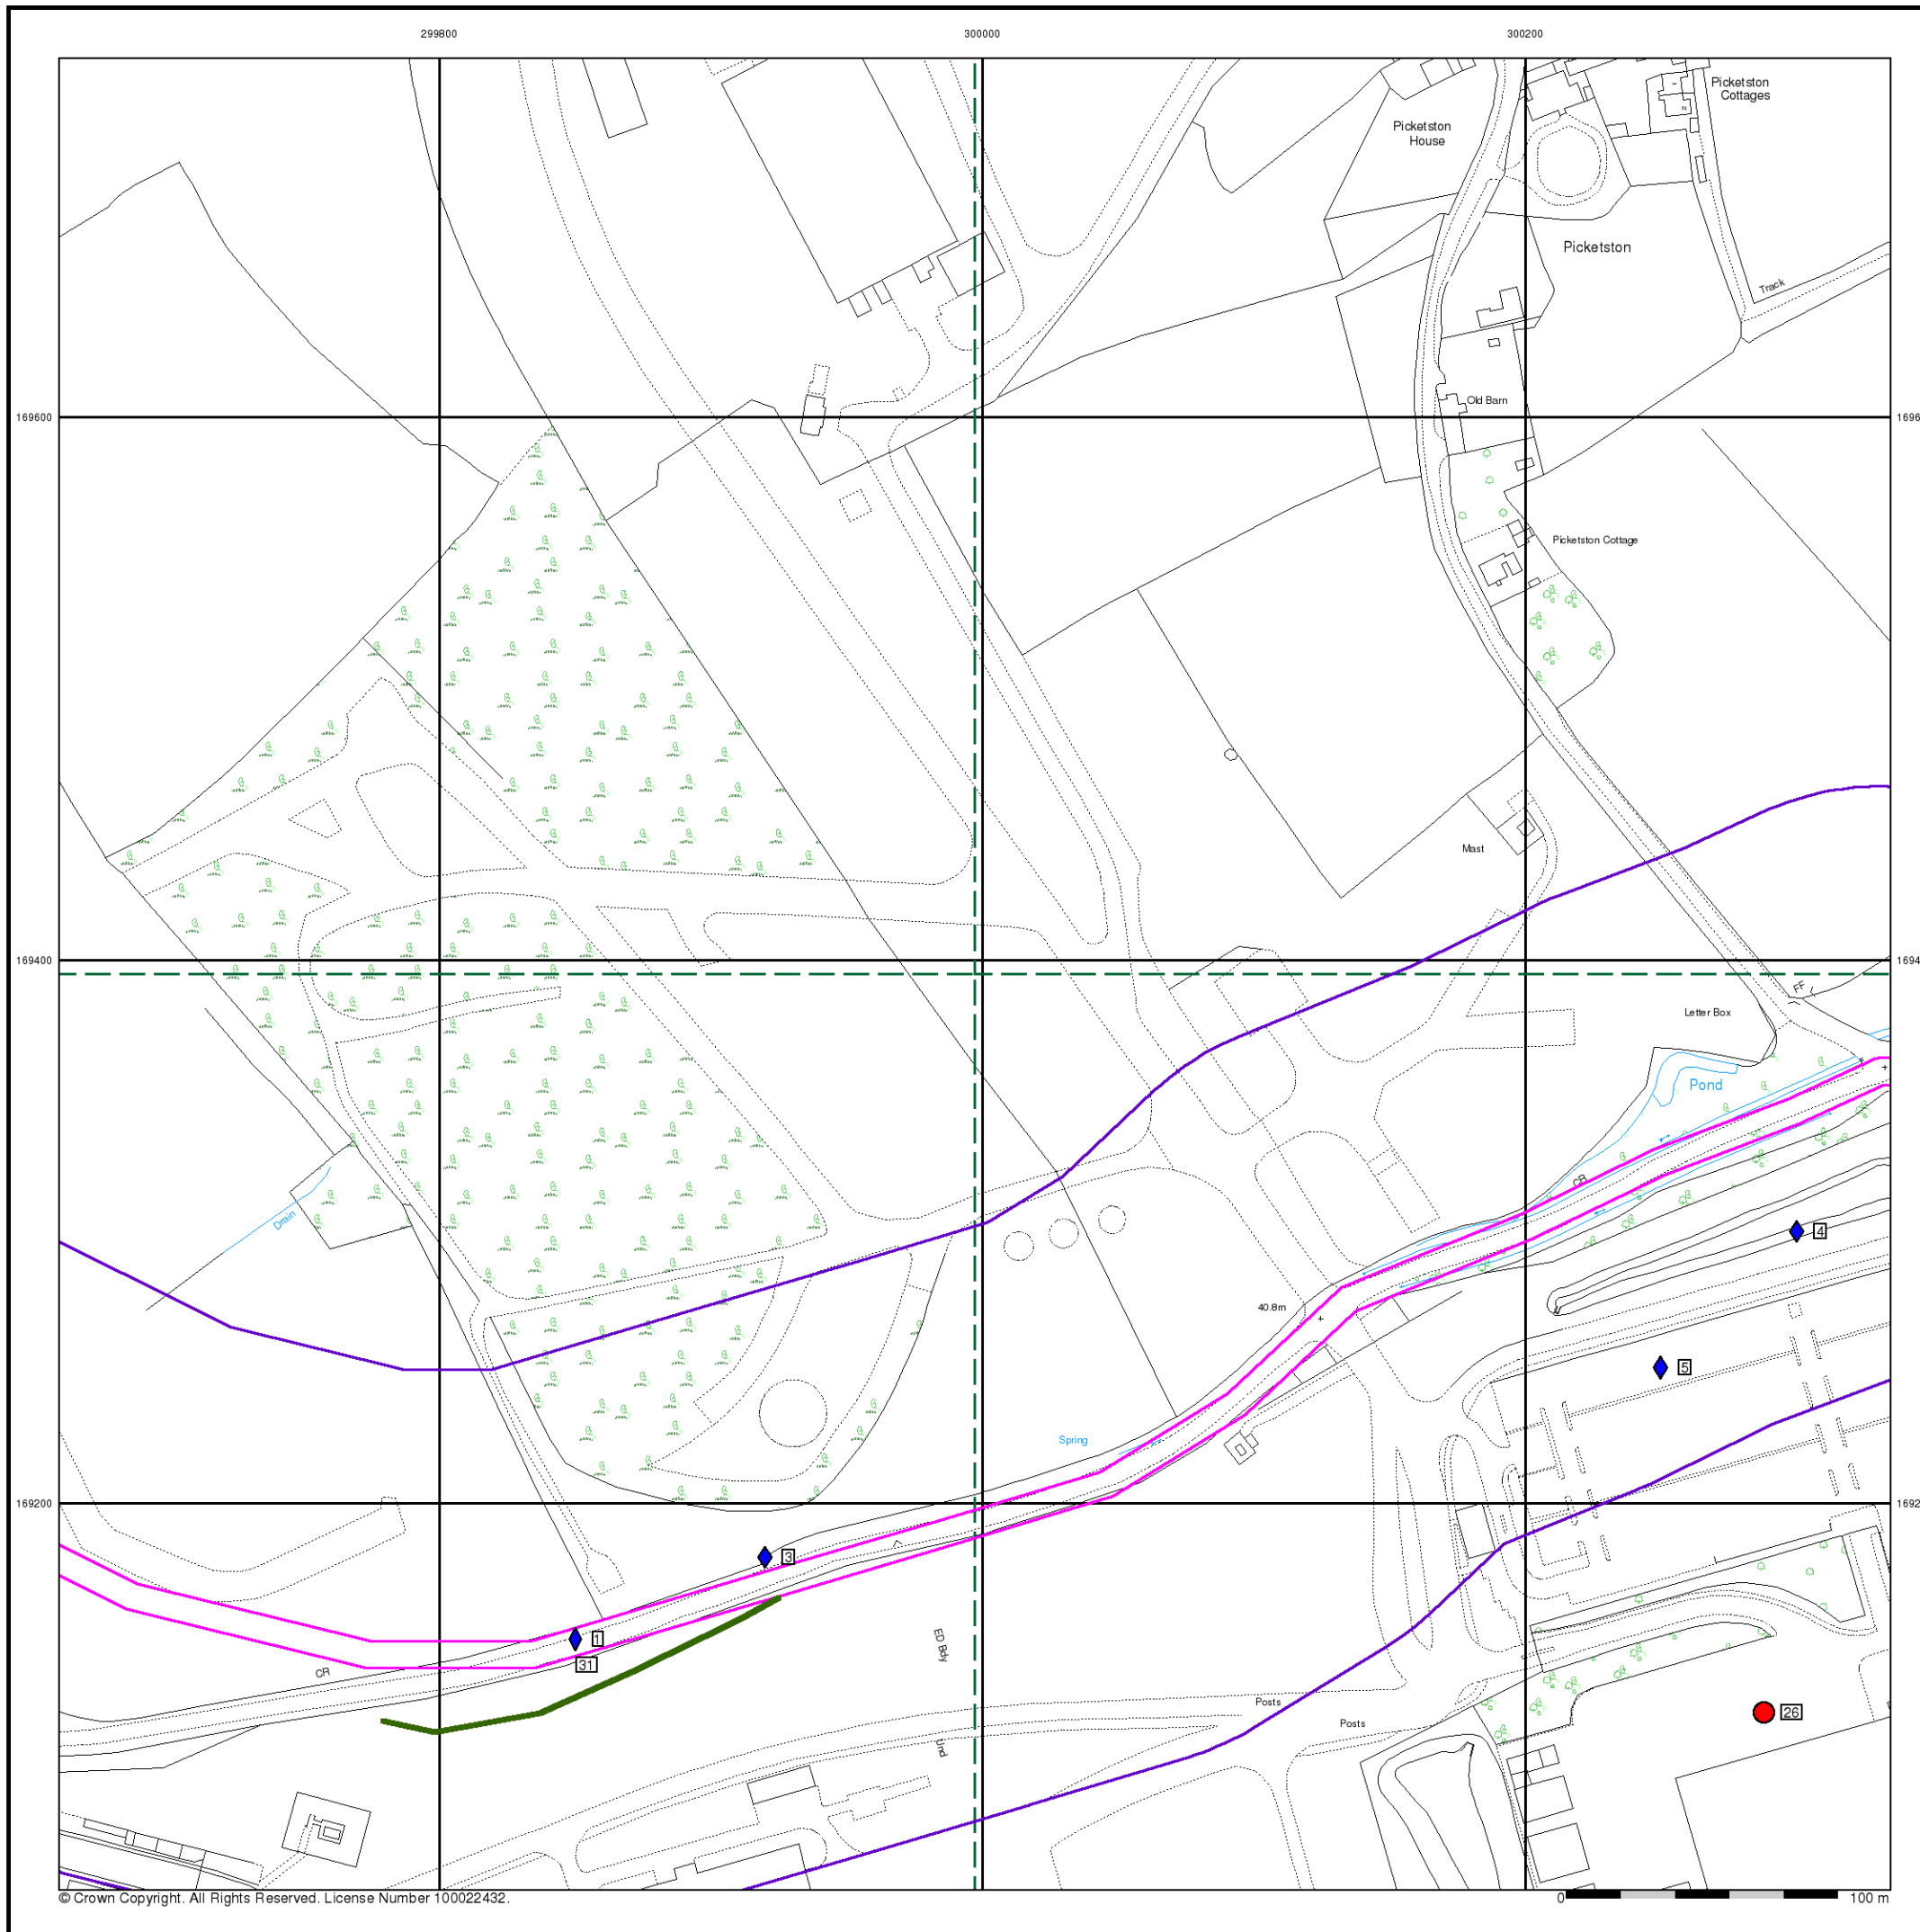 299800
300000
300200
Picketston
Cottages
1
2
Picketston
House
Picketston
Track
169600
Old Barn
1696
Picketston Cottage
Mast
169400
1694
FF
Letter Box
Pond
CR
Drain
4
40.8m
5
Spring
169200
1692
3
1
31
CR
ED Bdy
Posts
Posts
26
Und
© Crown Copyright. All Rights Reserved. License Number 100022432.
0
100 m